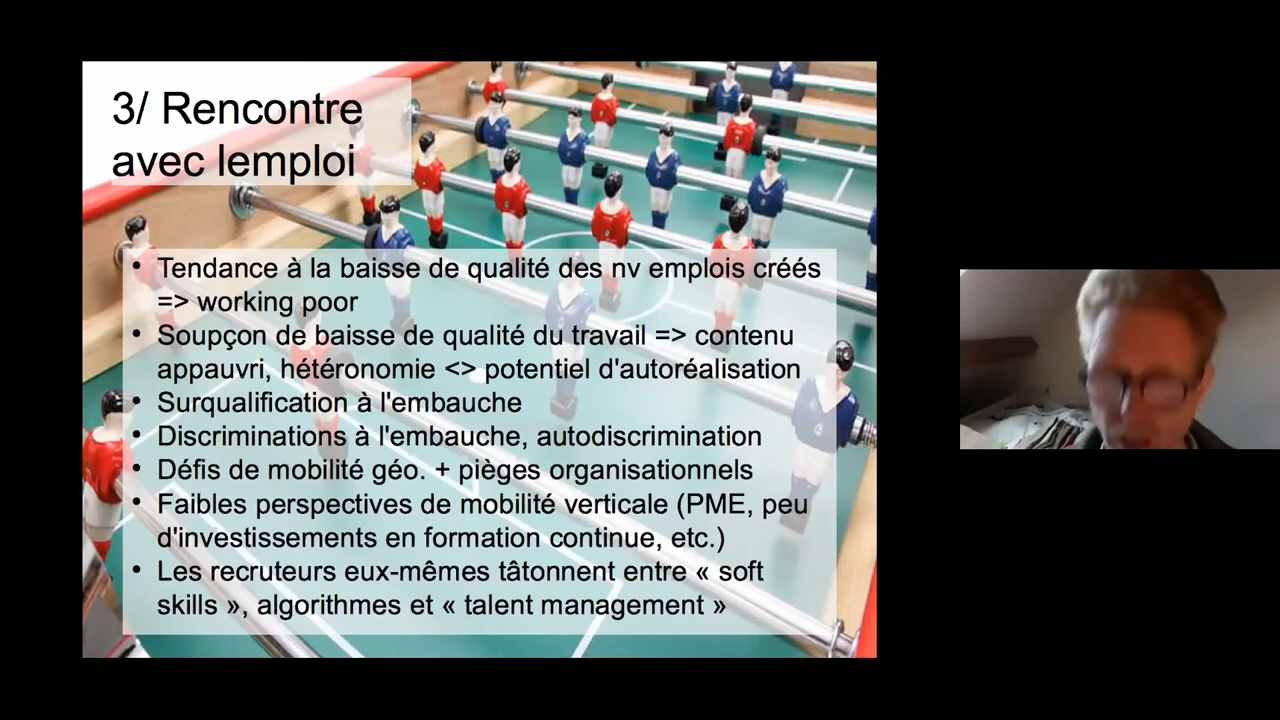 3/ Rencontre
avec lemploi
• Tendance à la baisse de qualité des nv emplois créés
=> working poor
• Soupçon de baisse de qualité du travail => contenu
appauvri, hétéronomie <> potentiel d'autoréalisation
• Surqualification à l'embauche
• Discriminations à l'embauche, autodiscrimination
• Défis de mobilité géo. + pièges organisationnels
• Faibles perspectives de mobilité verticale (PME, peu
d'investissements en formation continue, etc.)
• Les recruteurs eux-mêmes tâtonnent entre « soft
skills », algorithmes et « talent management »